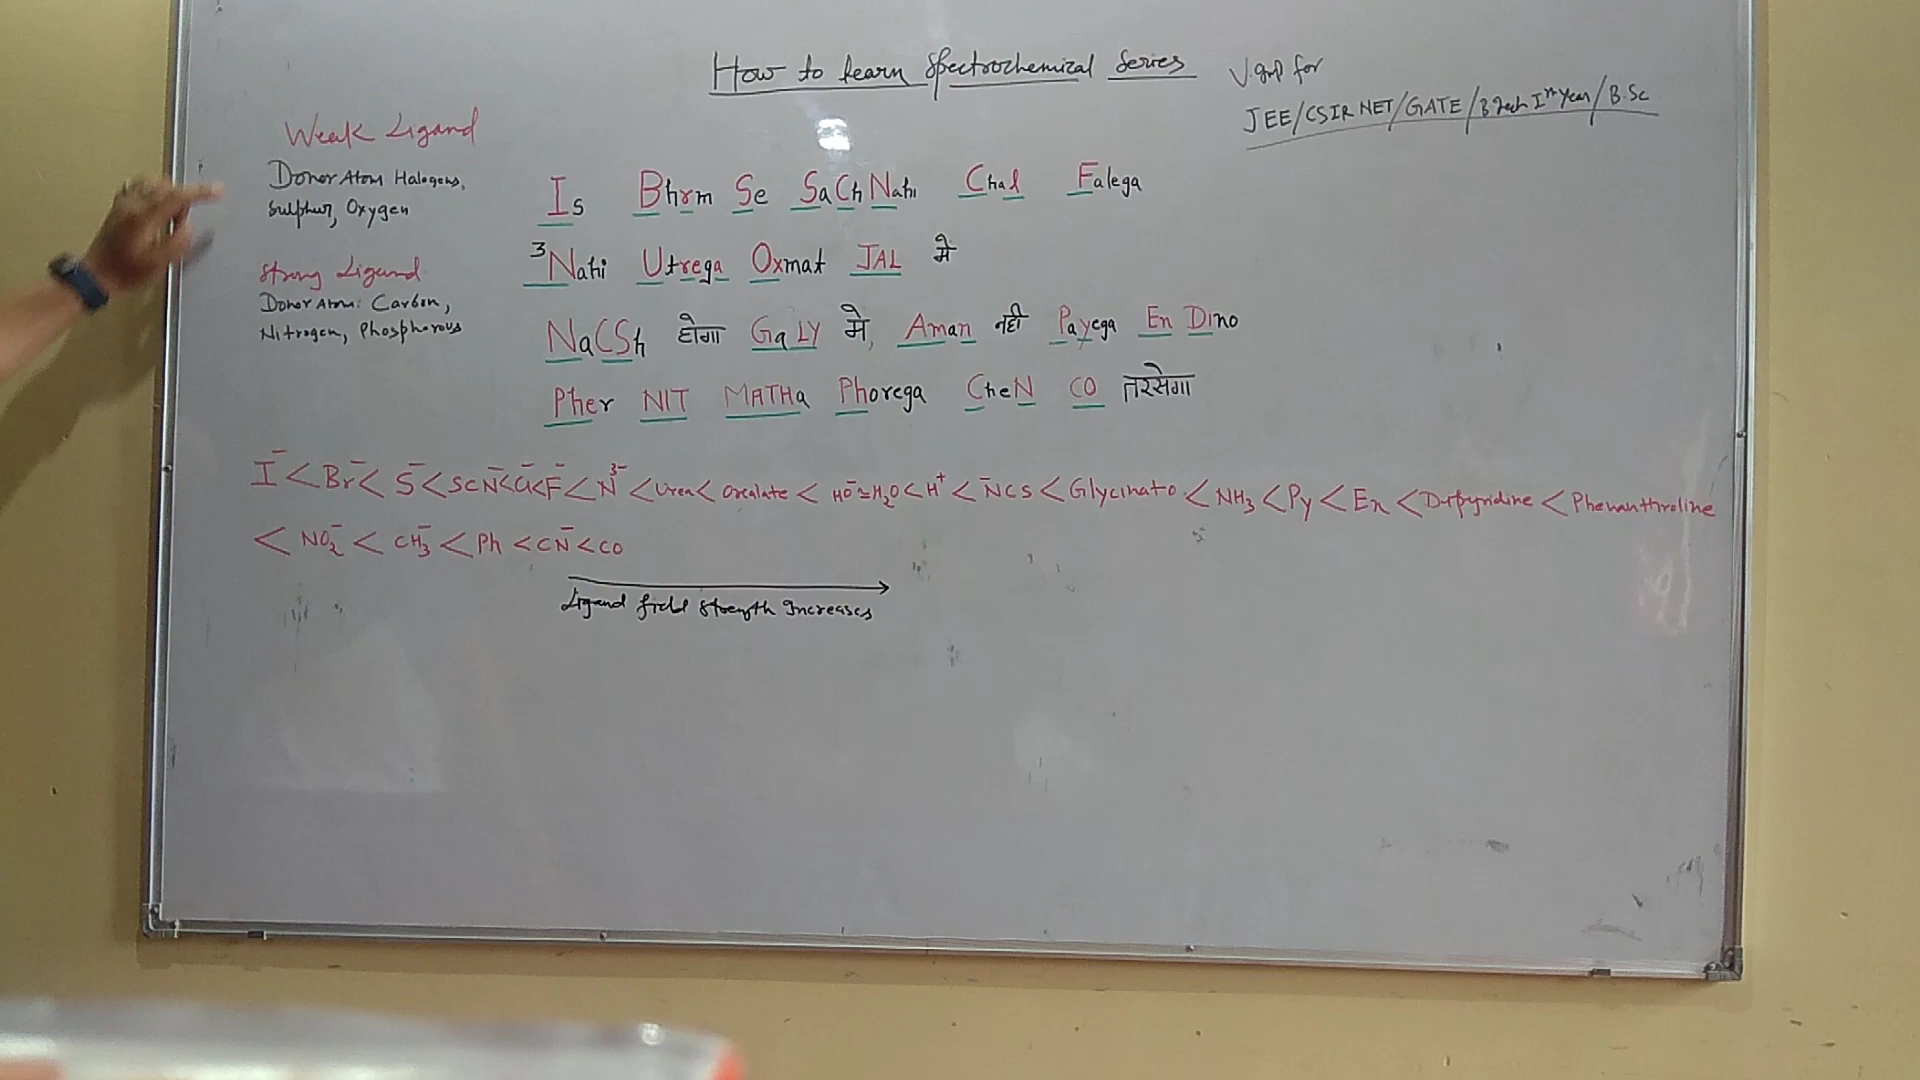 How to learn Spectrochemical Series
V. Imp for
JEE/CSIR NET/GATE/B Tech Ist Year/B.Sc
Weak Ligand
Donor Atom Halogens,
Sulphur, Oxygen
Strong Ligand
Donor Atom: Carbon,
Nitrogen, Phosphorous
Is Bhrm Se SaCh Nahi Chal Falega
3Nahi Utrega Oxmat JAL मे
NaCSh होगा GaLY मे, Aman नही Payega En DIno
Pher NIT MATHa Phorega CheN CO तरसेगा
I⁻ < Br⁻ < S⁻ < SCN⁻ < Cl⁻ < F⁻ < N³⁻ < Urea < Oxalate < HO⁻ ≃ H₂O < H⁺ < N⁻CS < Glycinato < NH₃ < Py < En < Dipyridine < Phenanthroline
< NO₂⁻ < CH₃⁻ < Ph < CN⁻ < CO
Ligand field strength Increases